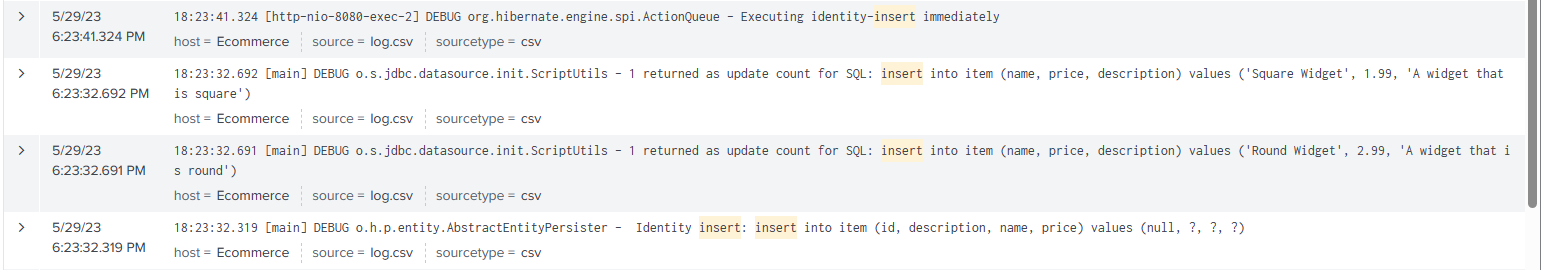 5/29/23
6:23:41.324 PM
18:23:41.324 [http-nio-8080-exec-2] DEBUG org.hibernate.engine.spi.ActionQueue - Executing identity-insert immediately
host = Ecommerce source = log.csv sourcetype = csv
5/29/23
6:23:32.692 PM
18:23:32.692 [main] DEBUG o.s.jdbc.datasource.init.ScriptUtils - 1 returned as update count for SQL: insert into item (name, price, description) values ('Square Widget', 1.99, 'A widget that
is square')
host = Ecommerce source = log.csv sourcetype = csv
5/29/23
6:23:32.691 PM
18:23:32.691 [main] DEBUG o.s.jdbc.datasource.init.ScriptUtils - 1 returned as update count for SQL: insert into item (name, price, description) values ('Round Widget', 2.99, 'A widget that i
s round')
host = Ecommerce source = log.csv sourcetype = csv
5/29/23
6:23:32.319 PM
18:23:32.319 [main] DEBUG o.h.p.entity.AbstractEntityPersister -  Identity insert: insert into item (id, description, name, price) values (null, ?, ?, ?)
host = Ecommerce source = log.csv sourcetype = csv